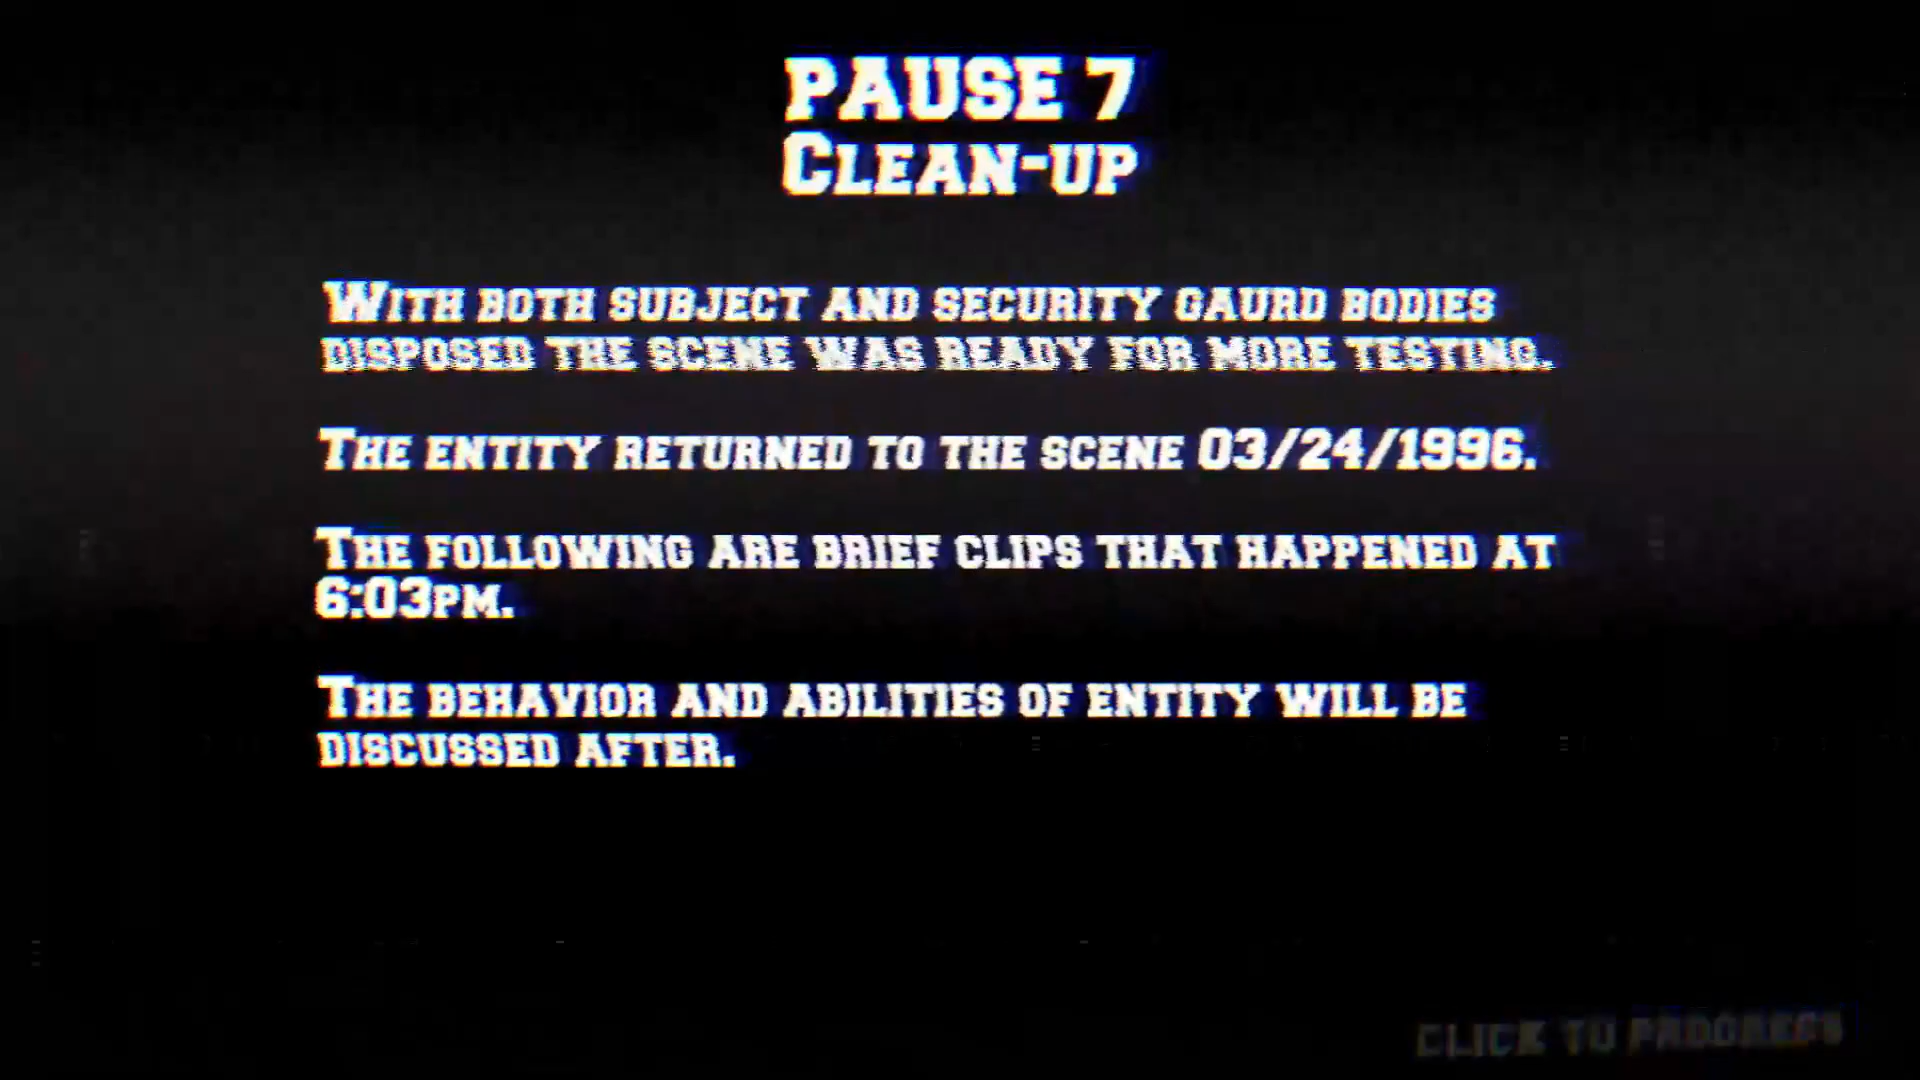 PAUSE 7
CLEAN-UP
WITH BOTH SUBJECT AND SECURITY GAURD BODIES
DISPOSED THE SCENE WAS READY FOR MORE TESTING.
THE ENTITY RETURNED TO THE SCENE 03/24/1996.
THE FOLLOWING ARE BRIEF CLIPS THAT HAPPENED AT
6:03PM.
THE BEHAVIOR AND ABILITIES OF ENTITY WILL BE
DISCUSSED AFTER.
CLICK TO PROGRESS